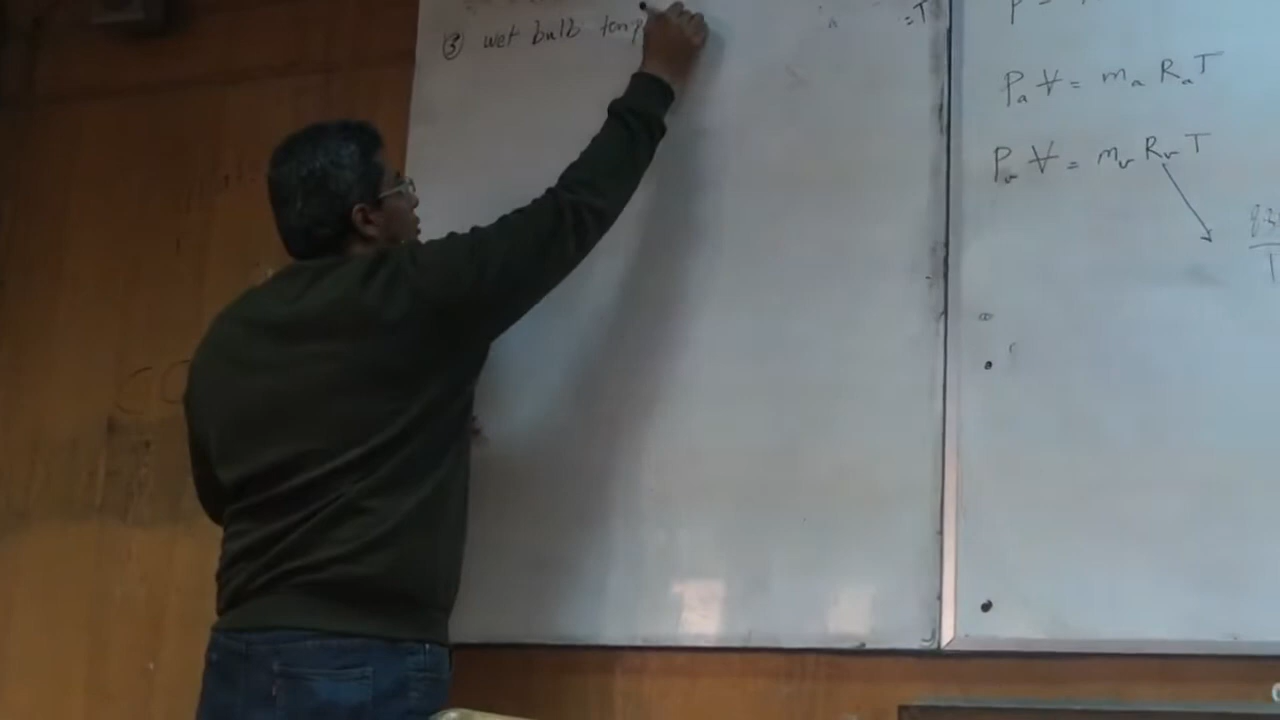 ③ wet bulb temp
=T
P =
Pₐ V = mₐ Rₐ T
Pᵥ V = mᵥ Rᵥ T